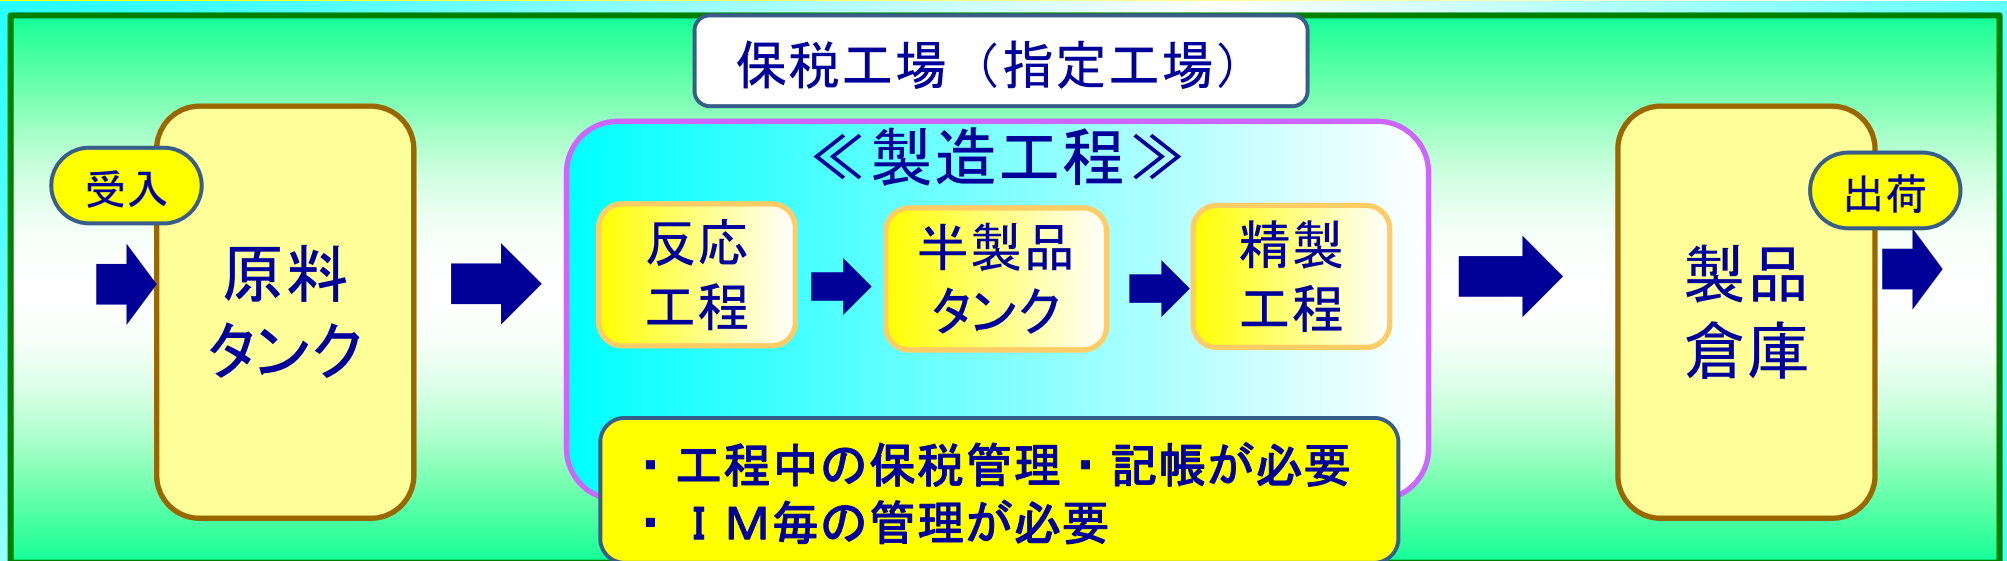 保税工場（指定工場）
≪製造工程≫
受入
原料
タンク
反応
工程
半製品
タンク
精製
工程
出荷
製品
倉庫
・工程中の保税管理・記帳が必要
・ＩＭ毎の管理が必要